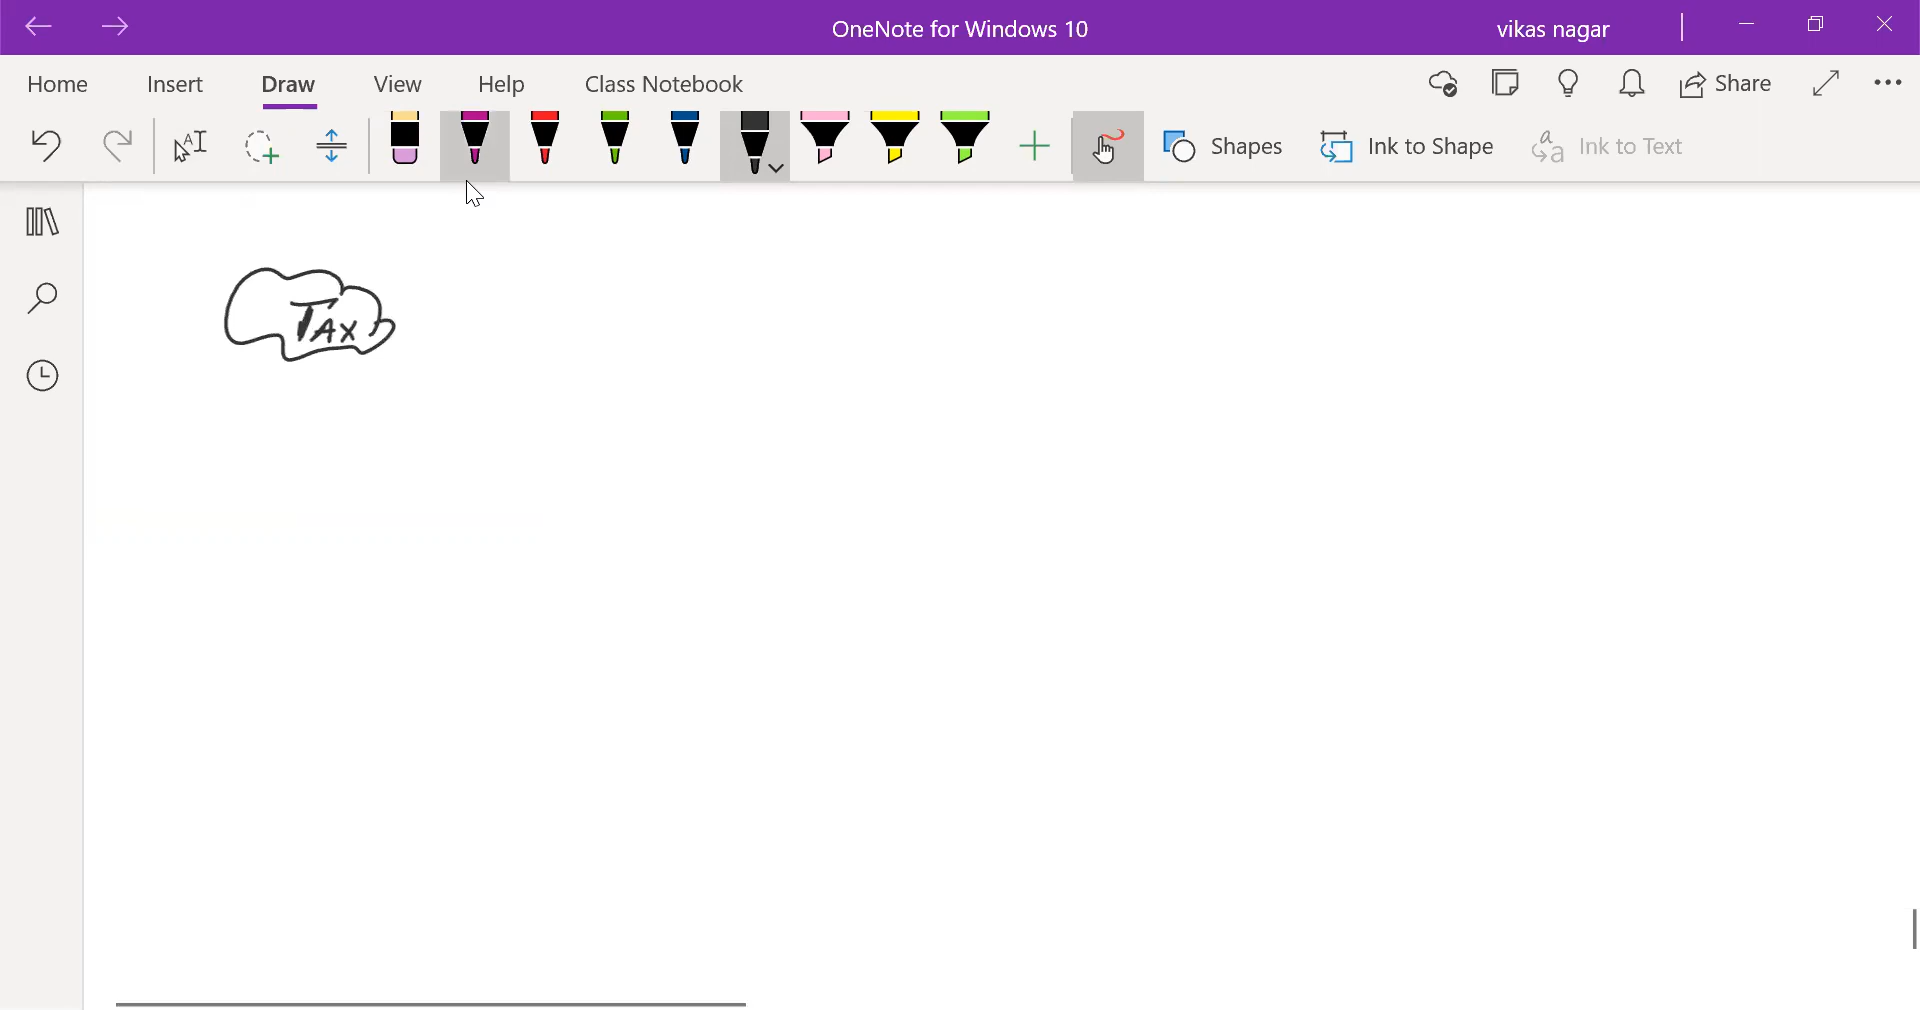 OneNote for Windows 10
vikas nagar
Home Insert Draw View Help Class Notebook Share
Shapes Ink to Shape Ink to Text
TAX